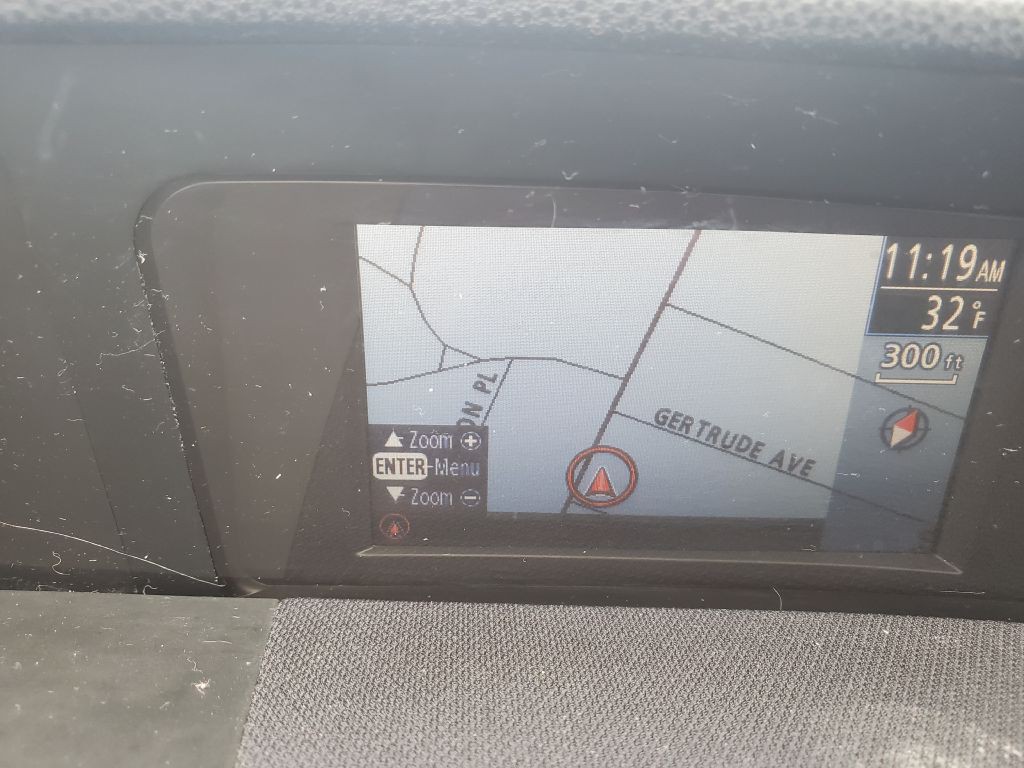 11:19AM
32°F
300ft
ON PL
GERTRUDE AVE
Zoom
ENTER-Menu
Zoom